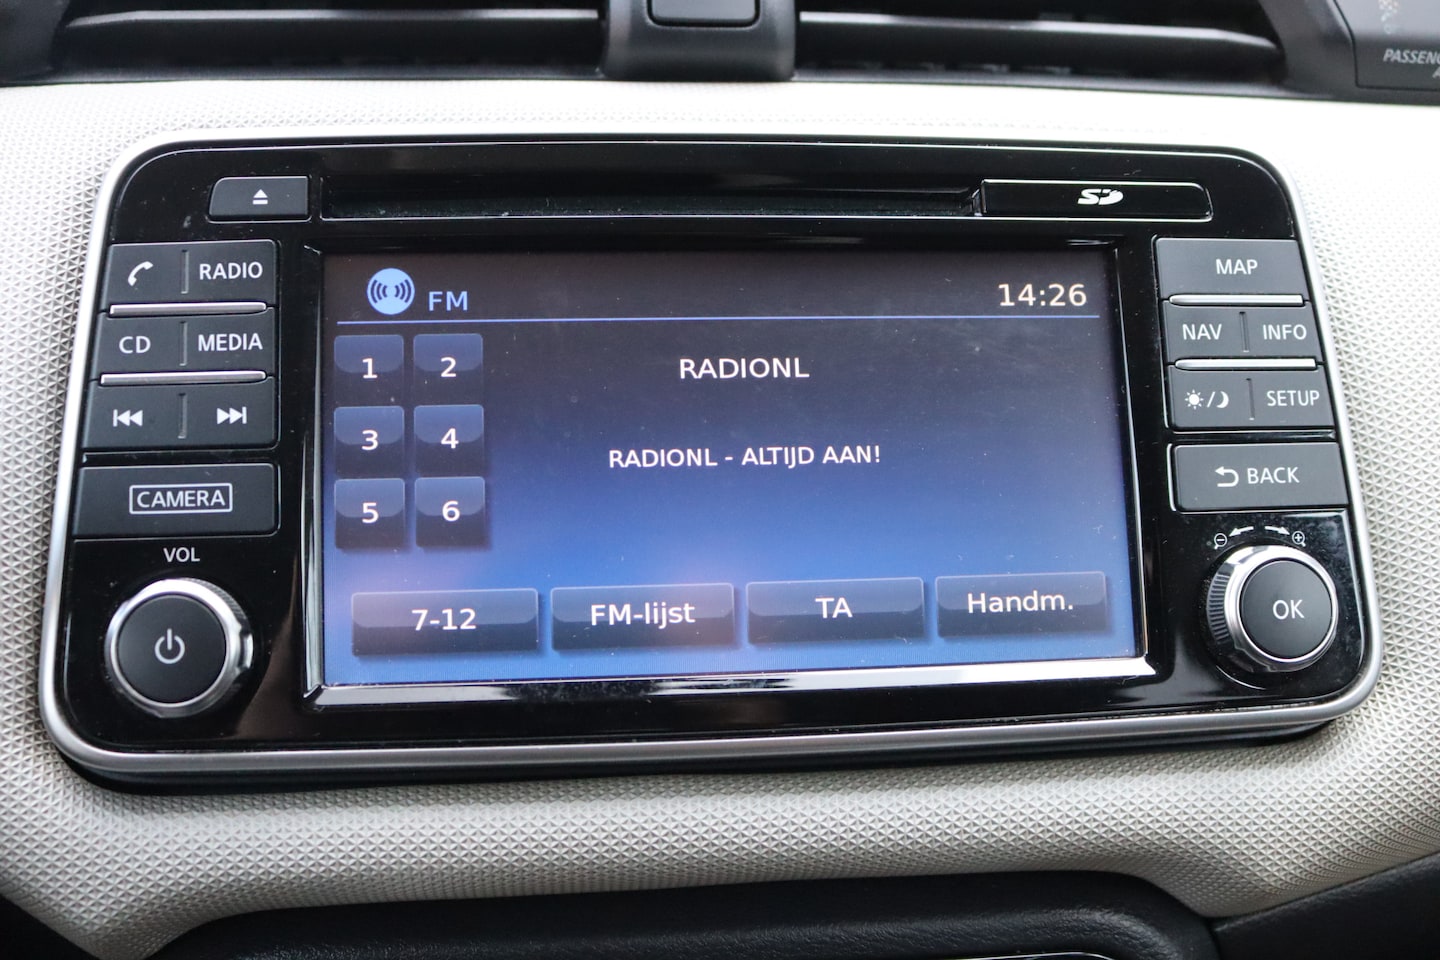 PASSENG
SD
RADIO
CD
MEDIA
CAMERA
VOL
FM
14:26
1
2
3
4
5
6
RADIONL
RADIONL - ALTIJD AAN!
7-12
FM-lijst
TA
Handm.
MAP
NAV
INFO
SETUP
BACK
OK